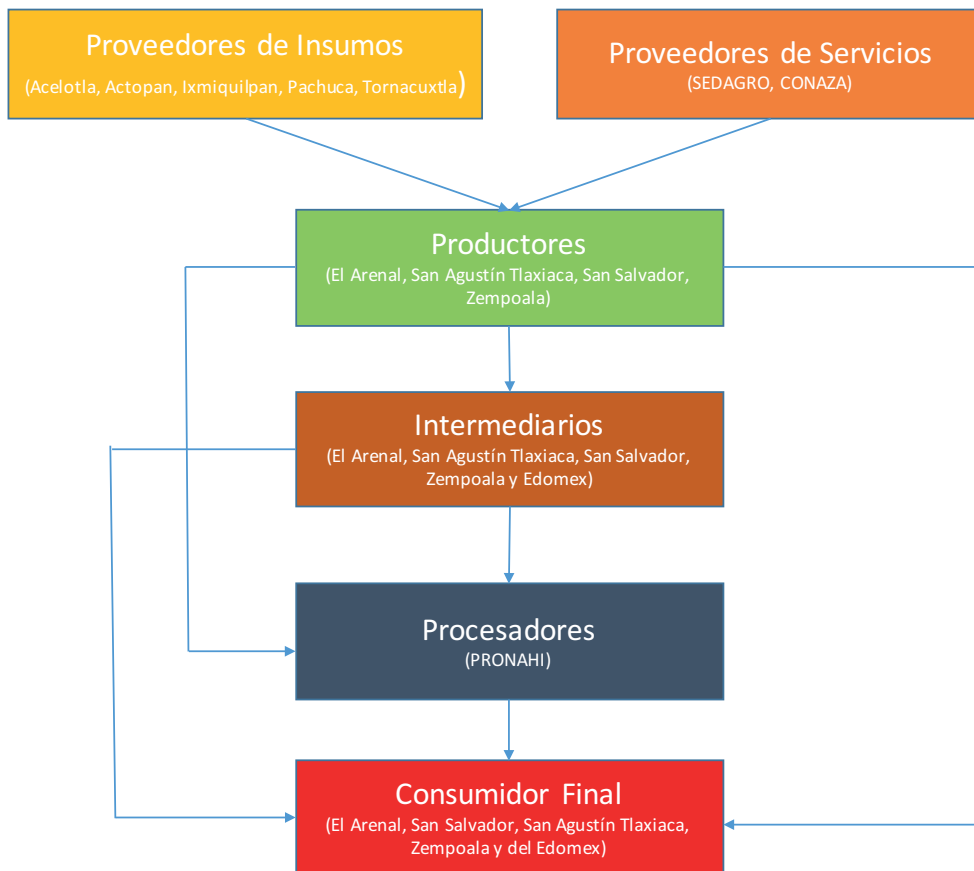 Proveedores de Insumos
(Acelotla, Actopan, Ixmiquilpan, Pachuca, Tornacuxtla)
Proveedores de Servicios
(SEDAGRO, CONAZA)
Productores
(El Arenal, San Agustín Tlaxiaca, San Salvador,
Zempoala)
Intermediarios
(El Arenal, San Agustín Tlaxiaca, San Salvador,
Zempoala y Edomex)
Procesadores
(PRONAHI)
Consumidor Final
(El Arenal, San Salvador, San Agustín Tlaxiaca,
Zempoala y del Edomex)